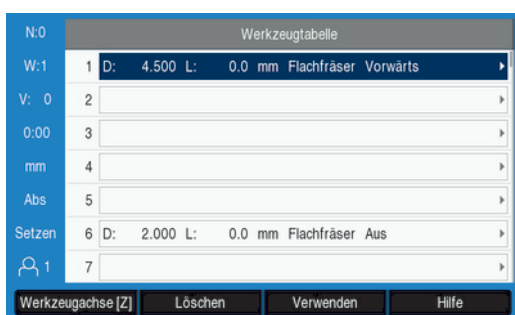 N:0 Werkzeugtabelle
W:1 1 D: 4.500 L: 0.0 mm Flachfräser Vorwärts
V: 0 2
0:00 3
mm 4
Abs 5
Setzen 6 D: 2.000 L: 0.0 mm Flachfräser Aus
1 7
Werkzeugachse [Z] Löschen Verwenden Hilfe